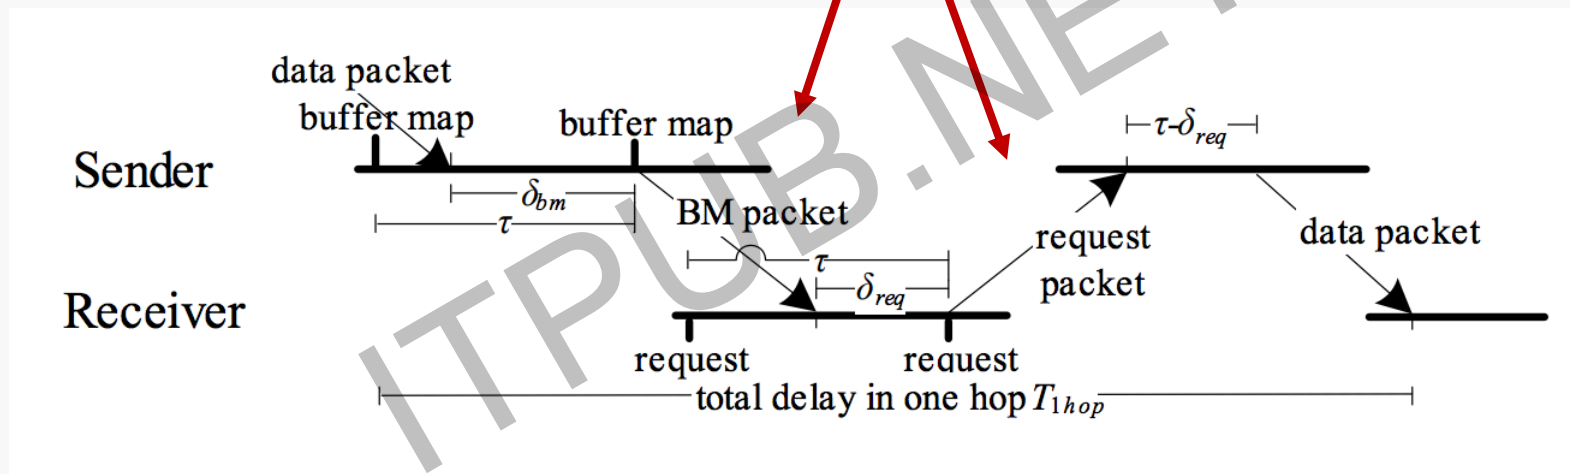 data packet
buffer map
buffer map
τ-δreq
Sender
δbm
τ
BM packet
request
packet
data packet
τ
δreq
Receiver
request
request
total delay in one hop T1hop
ITPUB.NET